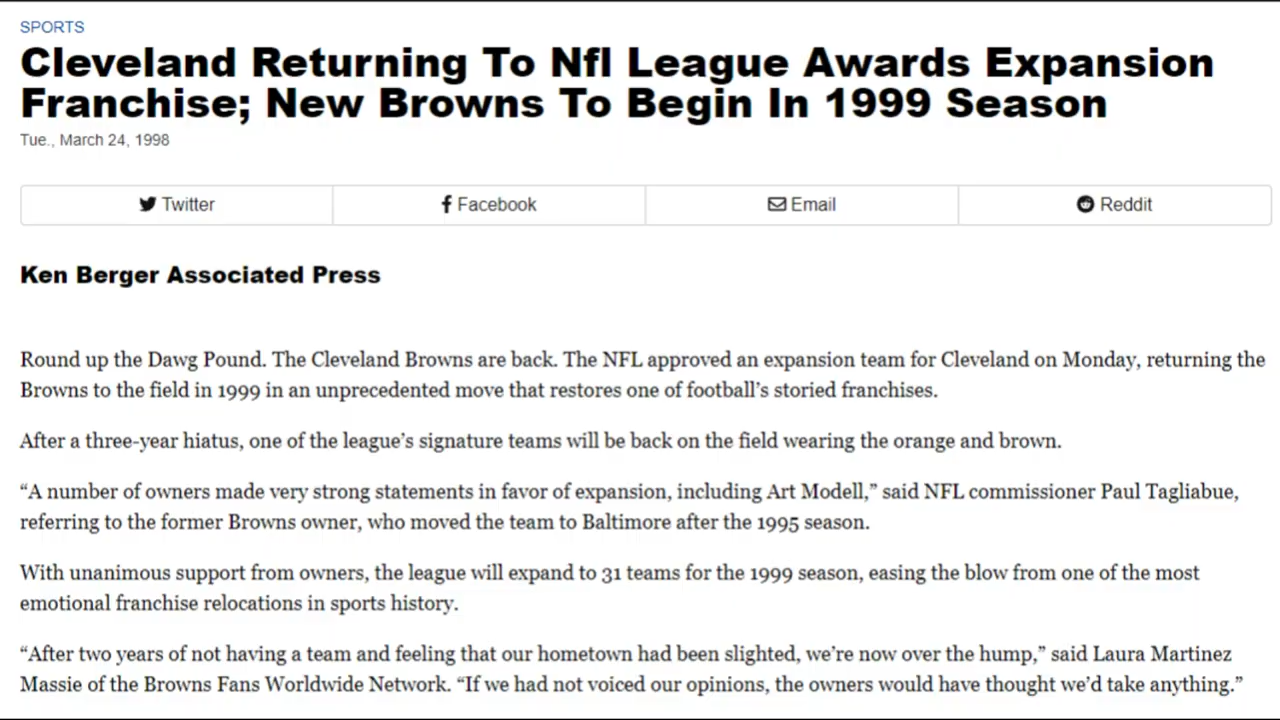 SPORTS
Cleveland Returning To Nfl League Awards Expansion
Franchise; New Browns To Begin In 1999 Season
Tue., March 24, 1998
Twitter
Facebook
Email
Reddit
Ken Berger Associated Press
Round up the Dawg Pound. The Cleveland Browns are back. The NFL approved an expansion team for Cleveland on Monday, returning the
Browns to the field in 1999 in an unprecedented move that restores one of football’s storied franchises.
After a three-year hiatus, one of the league’s signature teams will be back on the field wearing the orange and brown.
“A number of owners made very strong statements in favor of expansion, including Art Modell,” said NFL commissioner Paul Tagliabue,
referring to the former Browns owner, who moved the team to Baltimore after the 1995 season.
With unanimous support from owners, the league will expand to 31 teams for the 1999 season, easing the blow from one of the most
emotional franchise relocations in sports history.
“After two years of not having a team and feeling that our hometown had been slighted, we’re now over the hump,” said Laura Martinez
Massie of the Browns Fans Worldwide Network. “If we had not voiced our opinions, the owners would have thought we’d take anything.”